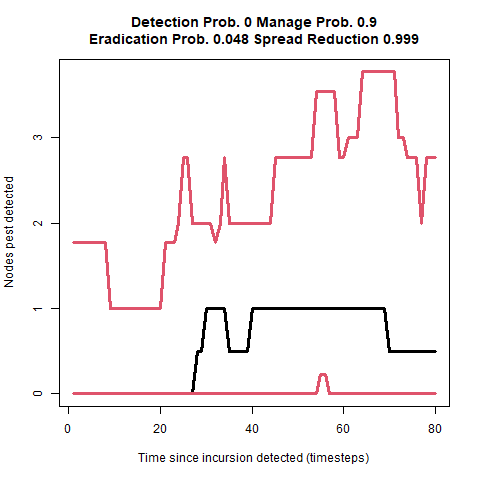 Detection Prob. 0 Manage Prob. 0.9
Eradication Prob. 0.048 Spread Reduction 0.999
Nodes pest detected
3
2
1
0
0 20 40 60 80
Time since incursion detected (timesteps)